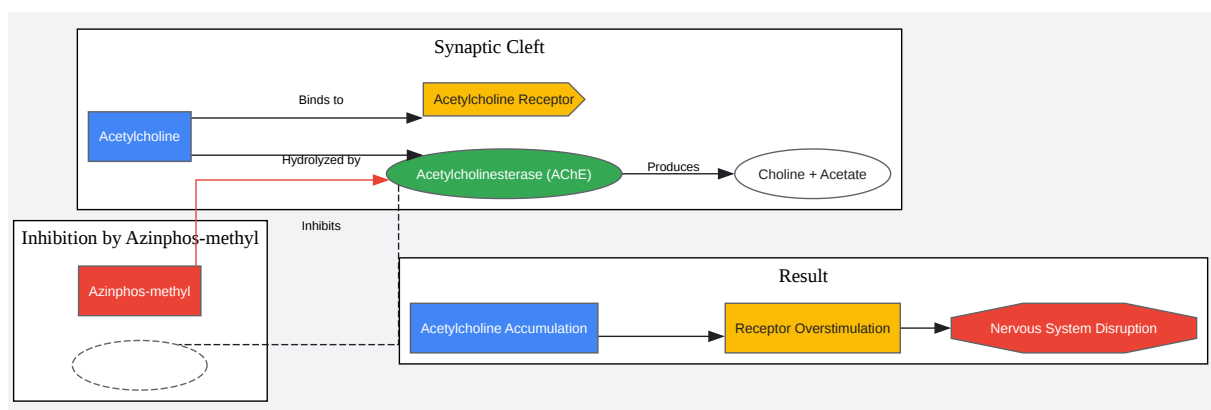 Synaptic Cleft
Acetylcholine
Binds to
Acetylcholine Receptor
Hydrolyzed by
Acetylcholinesterase (AChE)
Produces
Choline + Acetate
Inhibits
Inhibition by Azinphos-methyl
Azinphos-methyl
Result
Acetylcholine Accumulation
Receptor Overstimulation
Nervous System Disruption